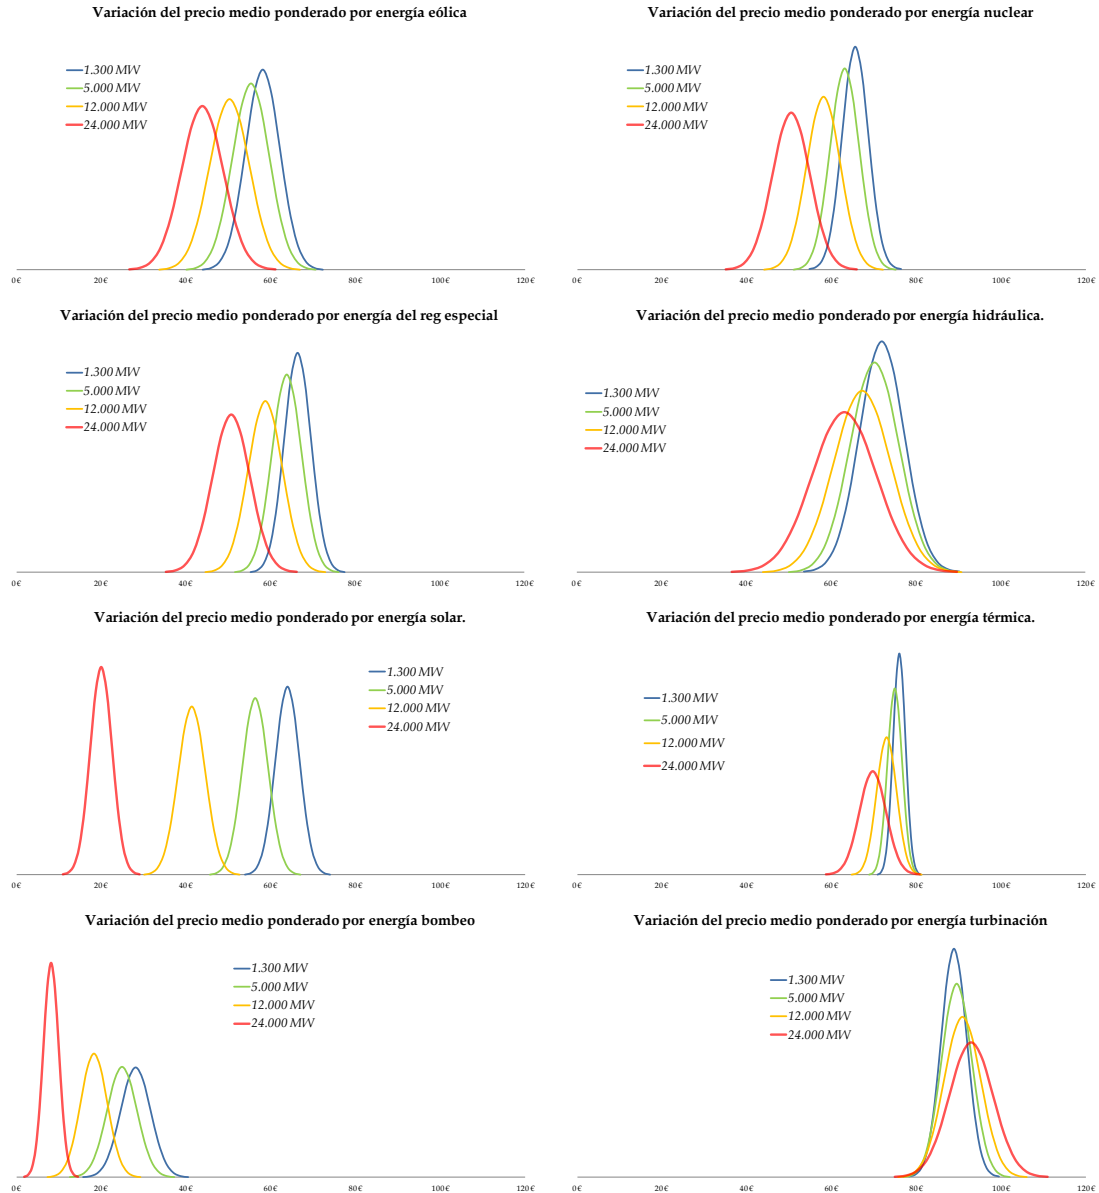 Variación del precio medio ponderado por energía eólica
1.300 MW
5.000 MW
12.000 MW
24.000 MW
0€ 20€ 40€ 60€ 80€ 100€ 120€
Variación del precio medio ponderado por energía nuclear
1.300 MW
5.000 MW
12.000 MW
24.000 MW
0€ 20€ 40€ 60€ 80€ 100€ 120€
Variación del precio medio ponderado por energía del reg especial
1.300 MW
5.000 MW
12.000 MW
24.000 MW
0€ 20€ 40€ 60€ 80€ 100€ 120€
Variación del precio medio ponderado por energía hidráulica.
1.300 MW
5.000 MW
12.000 MW
24.000 MW
0€ 20€ 40€ 60€ 80€ 100€ 120€
Variación del precio medio ponderado por energía solar.
1.300 MW
5.000 MW
12.000 MW
24.000 MW
0€ 20€ 40€ 60€ 80€ 100€ 120€
Variación del precio medio ponderado por energía térmica.
1.300 MW
5.000 MW
12.000 MW
24.000 MW
0€ 20€ 40€ 60€ 80€ 100€ 120€
Variación del precio medio ponderado por energía bombeo
1.300 MW
5.000 MW
12.000 MW
24.000 MW
0€ 20€ 40€ 60€ 80€ 100€ 120€
Variación del precio medio ponderado por energía turbinación
1.300 MW
5.000 MW
12.000 MW
24.000 MW
0€ 20€ 40€ 60€ 80€ 100€ 120€